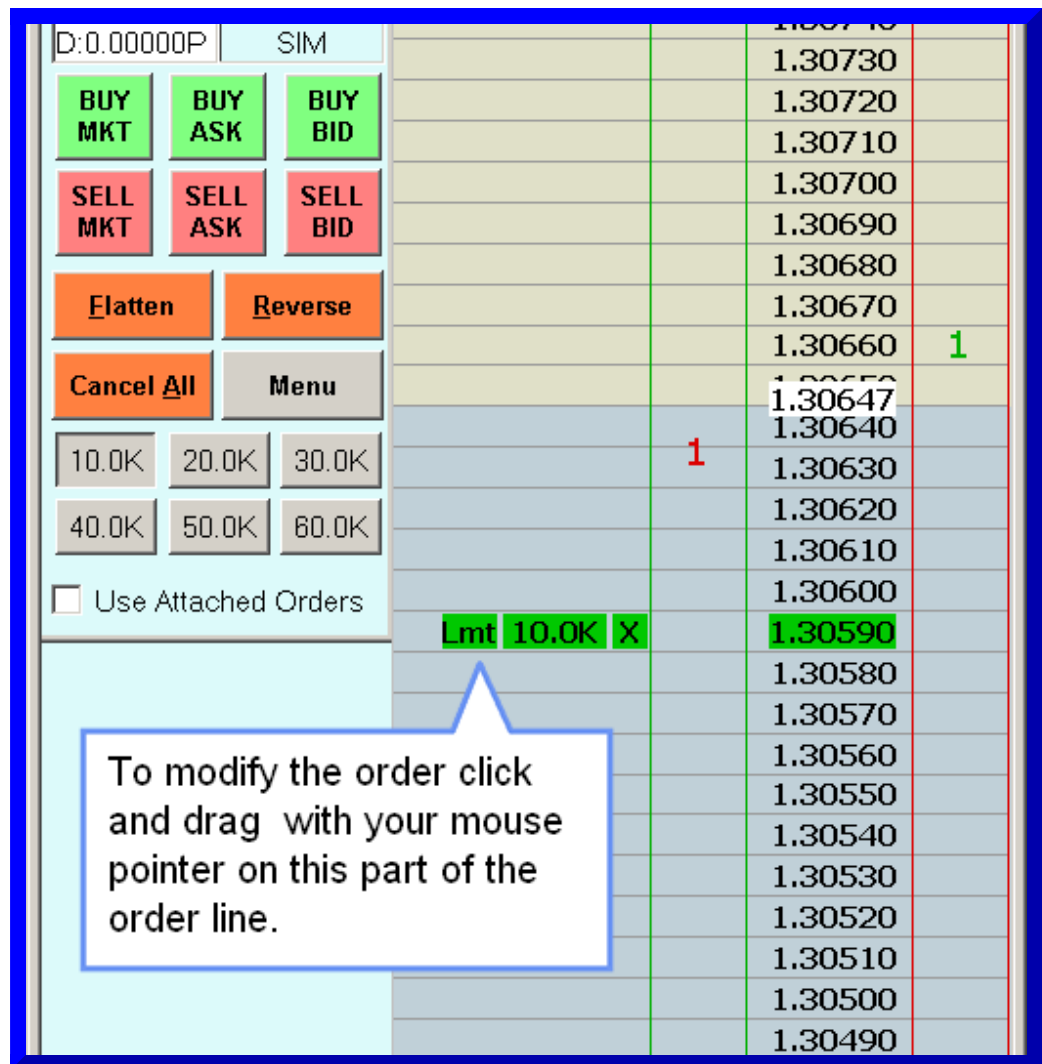 D:0.00000P SIM
BUY MKT BUY ASK BUY BID
SELL MKT SELL ASK SELL BID
Flatten Reverse
Cancel All Menu
10.0K 20.0K 30.0K
40.0K 50.0K 60.0K
Use Attached Orders
Lmt 10.0K X
To modify the order click
and drag with your mouse
pointer on this part of the
order line.
1.30730
1.30720
1.30710
1.30700
1.30690
1.30680
1.30670
1.30660 1
1.30647
1.30640
1
1.30630
1.30620
1.30610
1.30600
1.30590
1.30580
1.30570
1.30560
1.30550
1.30540
1.30530
1.30520
1.30510
1.30500
1.30490